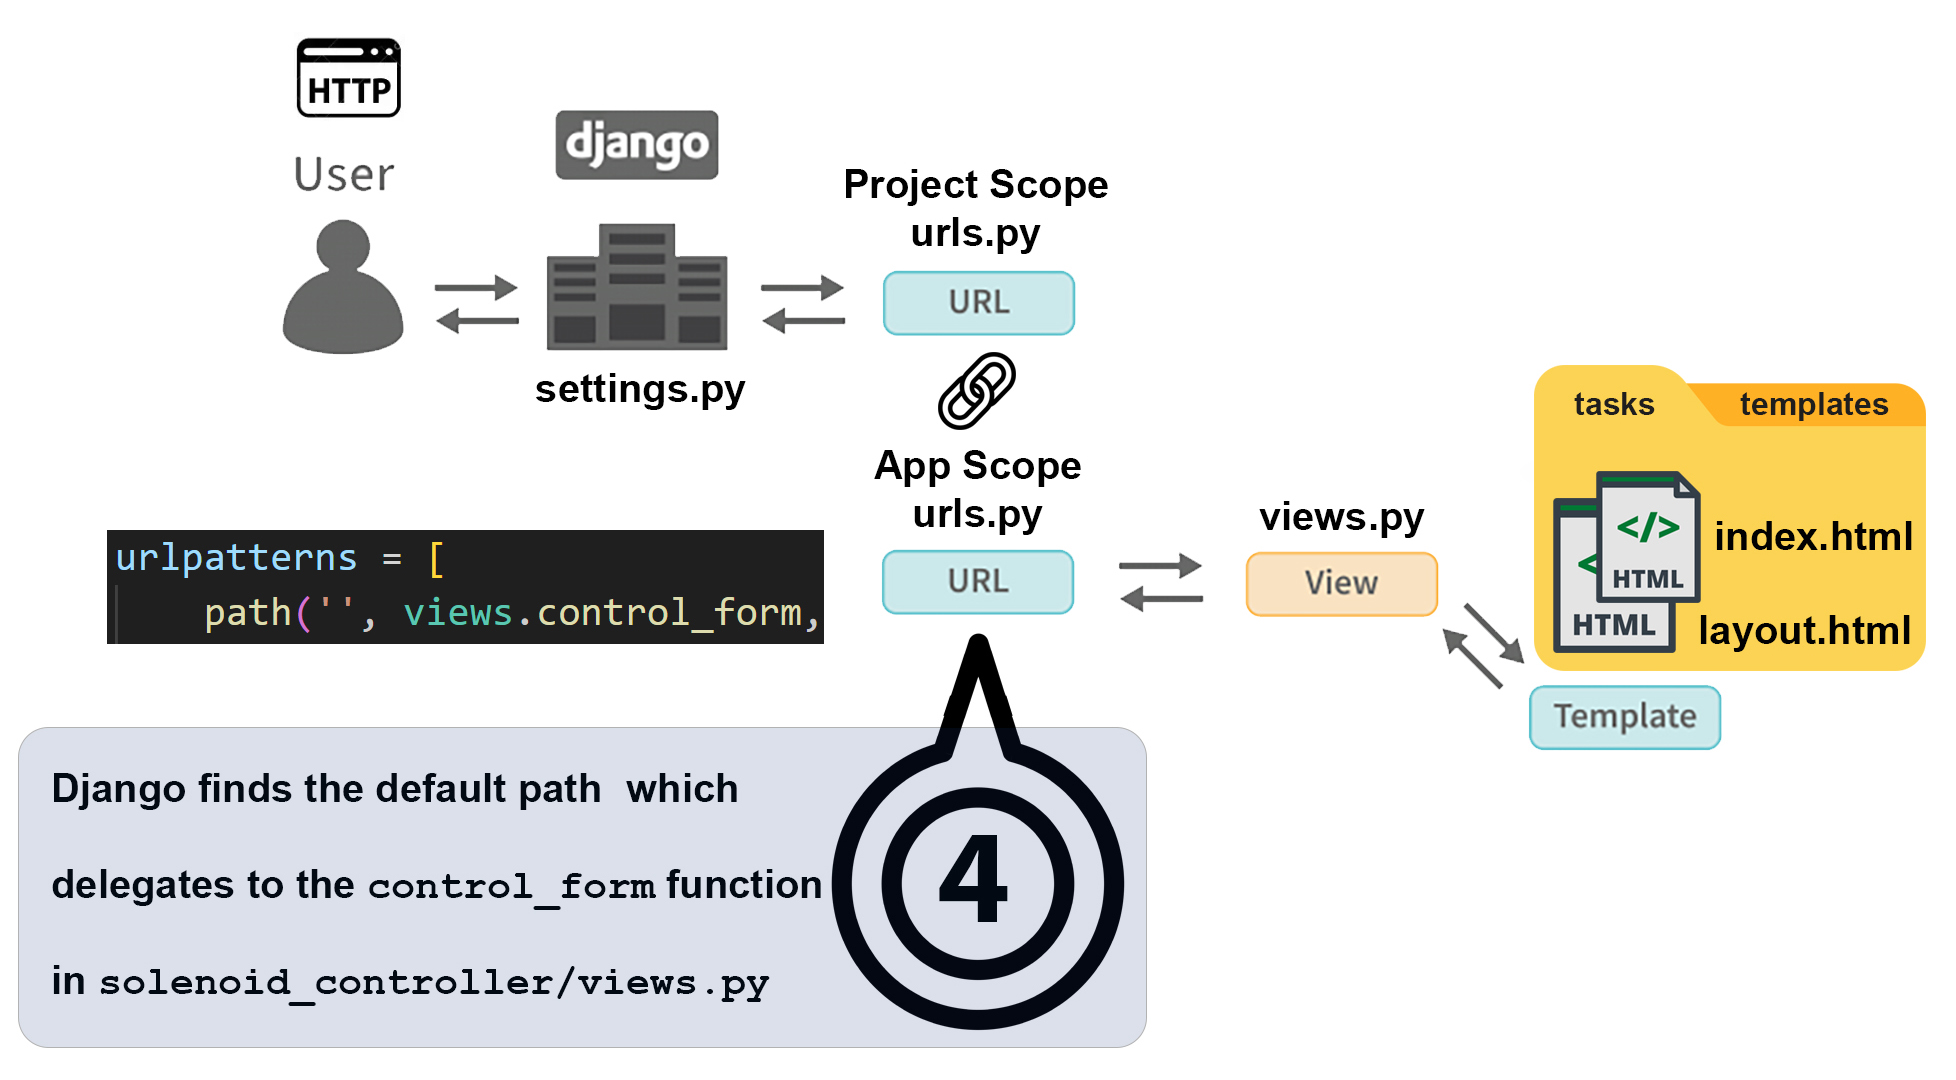 HTTP
User
django
settings.py
Project Scope
urls.py
URL
App Scope
urls.py
URL
views.py
View
tasks
templates
</>
HTML
<
HTML
index.html
layout.html
Template
urlpatterns = [
path('', views.control_form,
Django finds the default path  which
delegates to the control_form function
in solenoid_controller/views.py
4